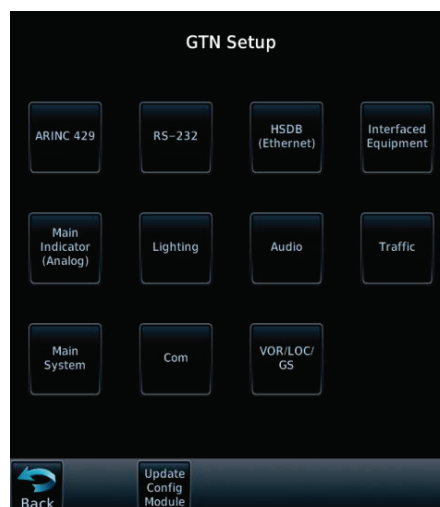 GTN Setup
ARINC 429
RS-232
HSDB
(Ethernet)
Interfaced
Equipment
Main
Indicator
(Analog)
Lighting
Audio
Traffic
Main
System
Com
VOR/LOC/
GS
Back
Update
Config
Module